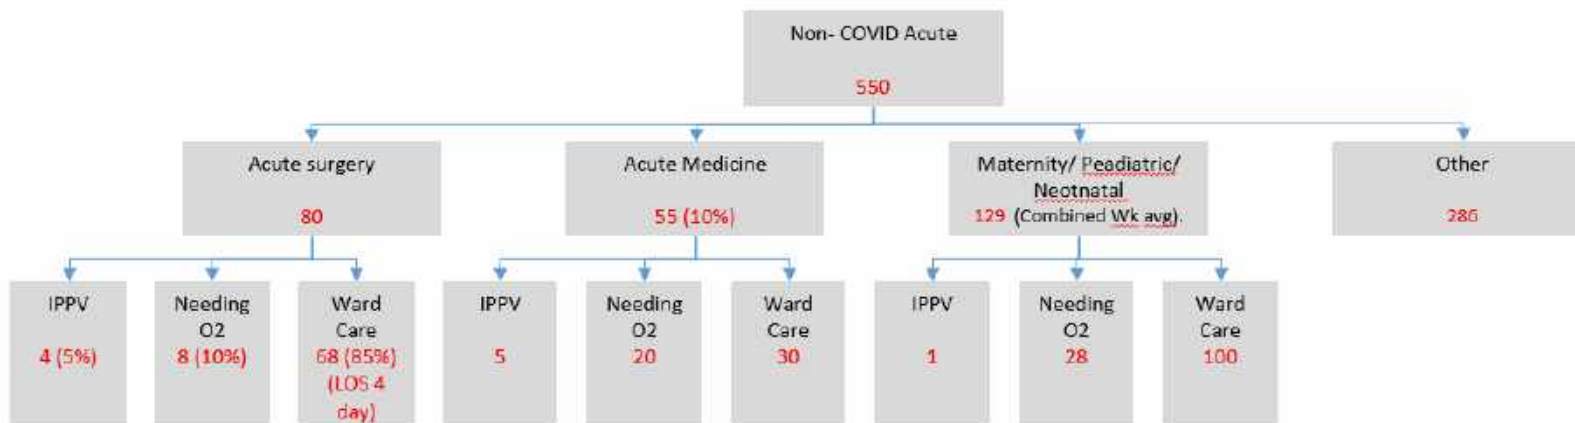 Non- COVID Acute
550
Acute surgery
80
Acute Medicine
55 (10%)
Maternity/ Peadiatric/
Neotnatal
129 (Combined Wk avg).
Other
286
IPPV
4 (5%)
Needing
O2
8 (10%)
Ward
Care
68 (85%)
(LOS 4
day)
IPPV
5
Needing
O2
20
Ward
Care
30
IPPV
1
Needing
O2
28
Ward
Care
100